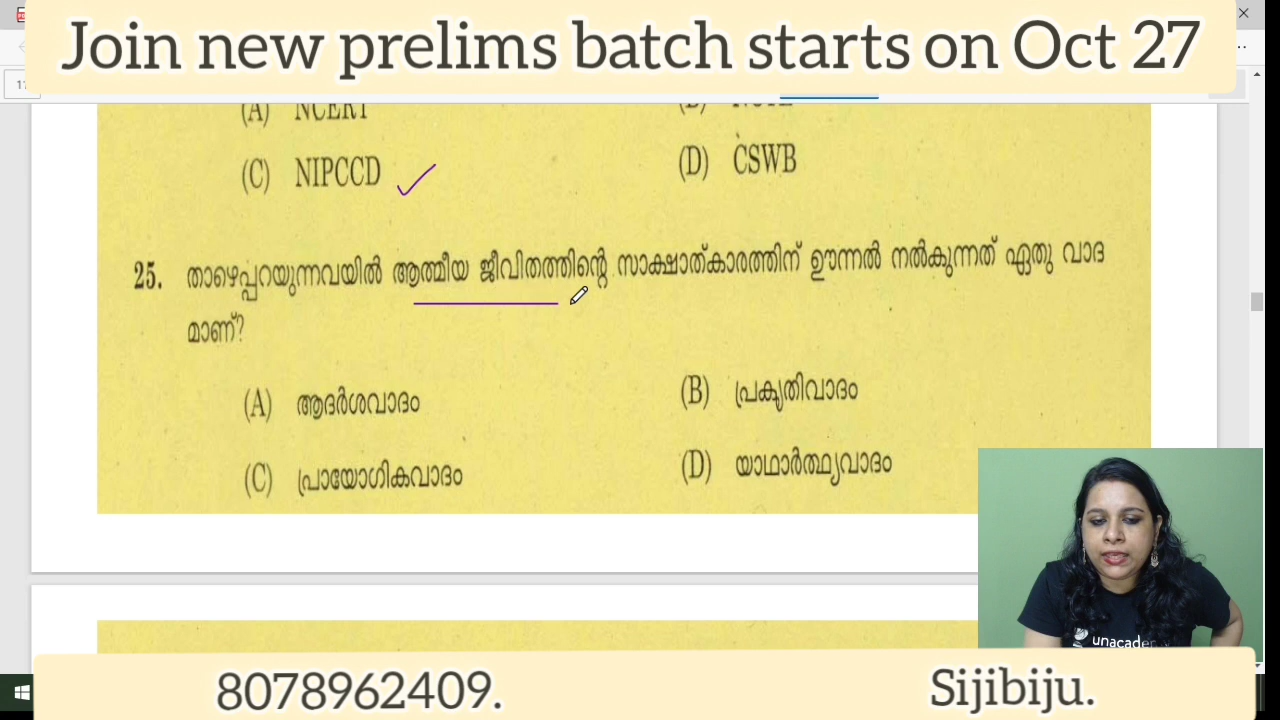 Join new prelims batch starts on Oct 27
(A) NCERT
(C) NIPCCD (D) CSWB
25. താഴെപ്പറയുന്നവയിൽ ആത്മീയ ജീവിതത്തിന്റെ സാക്ഷാത്കാരത്തിന് ഊന്നൽ നൽകുന്നത് ഏതു വാദ
മാണ്?
(A) ആദർശവാദം (B) പ്രകൃതിവാദം
(C) പ്രായോഗികവാദം (D) യാഥാർത്ഥ്യവാദം
8078962409. Sijibiju.